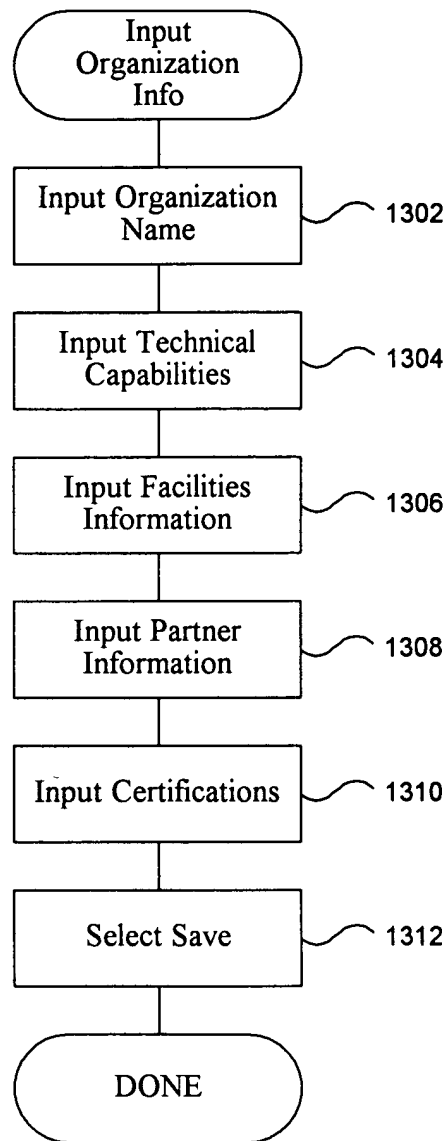 Input
Organization
Info
Input Organization
Name
1302
Input Technical
Capabilities
1304
Input Facilities
Information
1306
Input Partner
Information
1308
Input Certifications
1310
Select Save
1312
DONE